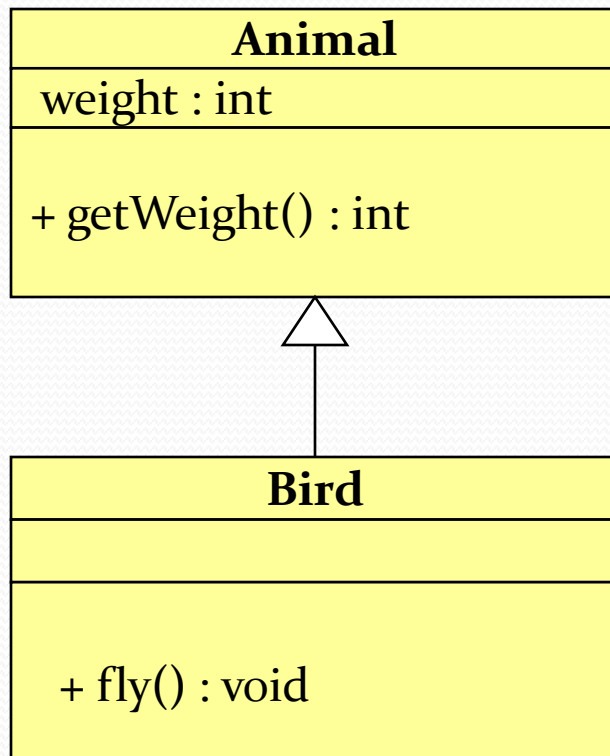 Animal
weight : int
+ getWeight() : int
Bird
+ fly() : void